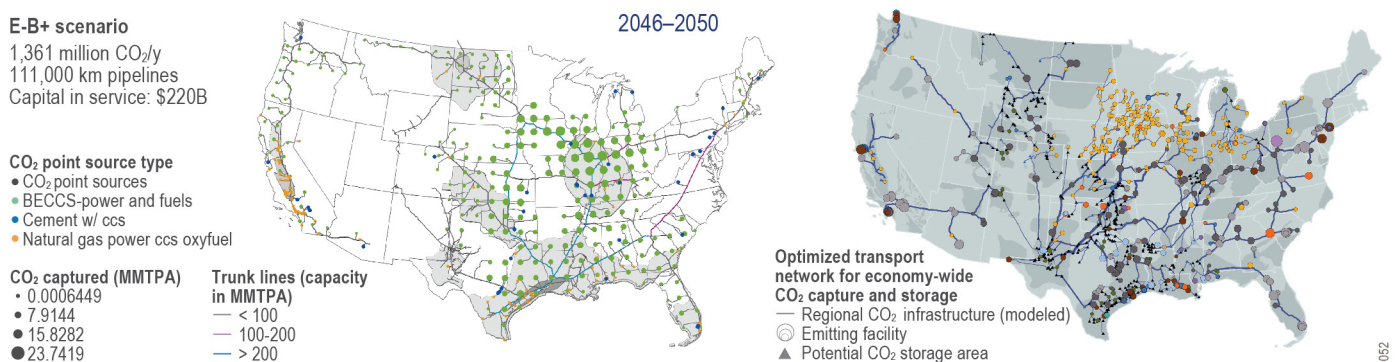 E-B+ scenario
1,361 million CO₂/y
111,000 km pipelines
Capital in service: $220B
2046–2050
CO₂ point source type
CO₂ point sources
BECCS-power and fuels
Cement w/ ccs
Natural gas power ccs oxyfuel
CO₂ captured (MMTPA)
0.0006449
7.9144
15.8282
23.7419
Trunk lines (capacity
in MMTPA)
< 100
100-200
> 200
Optimized transport
network for economy-wide
CO₂ capture and storage
Regional CO₂ infrastructure (modeled)
Emitting facility
Potential CO₂ storage area
052